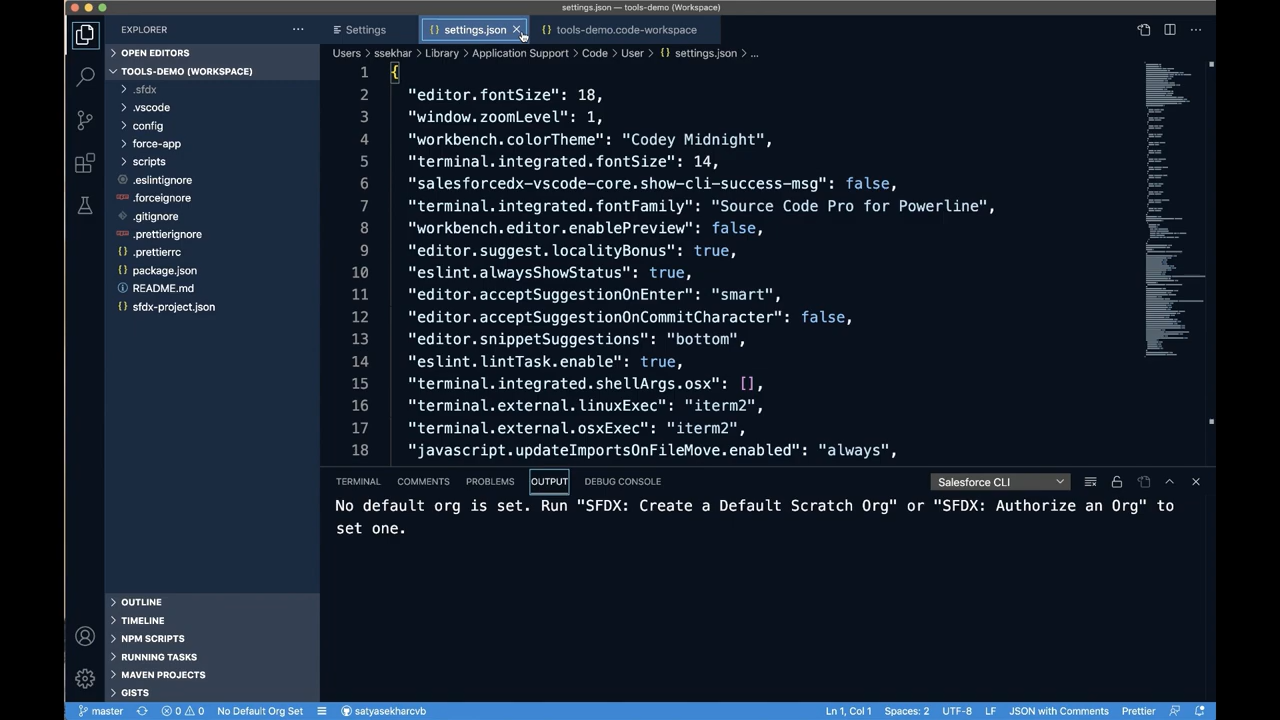 settings.json — tools-demo (Workspace)
EXPLORER
Settings
{} settings.json
{} tools-demo.code-workspace
OPEN EDITORS
TOOLS-DEMO (WORKSPACE)
.sfdx
.vscode
config
force-app
scripts
.eslintignore
.forceignore
.gitignore
.prettierignore
.prettierrc
package.json
README.md
{} sfdx-project.json
OUTLINE
TIMELINE
NPM SCRIPTS
RUNNING TASKS
MAVEN PROJECTS
GISTS
Users > ssekhar > Library > Application Support > Code > User > {} settings.json > ...
1 {
2 "editor.fontSize": 18,
3 "window.zoomLevel": 1,
4 "workbench.colorTheme": "Codey Midnight",
5 "terminal.integrated.fontSize": 14,
6 "salesforcedx-vscode-core.show-cli-success-msg": false,
7 "terminal.integrated.fontFamily": "Source Code Pro for Powerline",
8 "workbench.editor.enablePreview": false,
9 "editor.suggest.localityBonus": true,
10 "eslint.alwaysShowStatus": true,
11 "editor.acceptSuggestionOnEnter": "smart",
12 "editor.acceptSuggestionOnCommitCharacter": false,
13 "editor.snippetSuggestions": "bottom",
14 "eslint.lintTask.enable": true,
15 "terminal.integrated.shellArgs.osx": [],
16 "terminal.external.linuxExec": "iterm2",
17 "terminal.external.osxExec": "iterm2",
18 "javascript.updateImportsOnFileMove.enabled": "always",
TERMINAL COMMENTS PROBLEMS OUTPUT DEBUG CONSOLE Salesforce CLI
No default org is set. Run "SFDX: Create a Default Scratch Org" or "SFDX: Authorize an Org" to
set one.
master 0 0 No Default Org Set satyasekharcvb Ln 1, Col 1 Spaces: 2 UTF-8 LF JSON with Comments Prettier